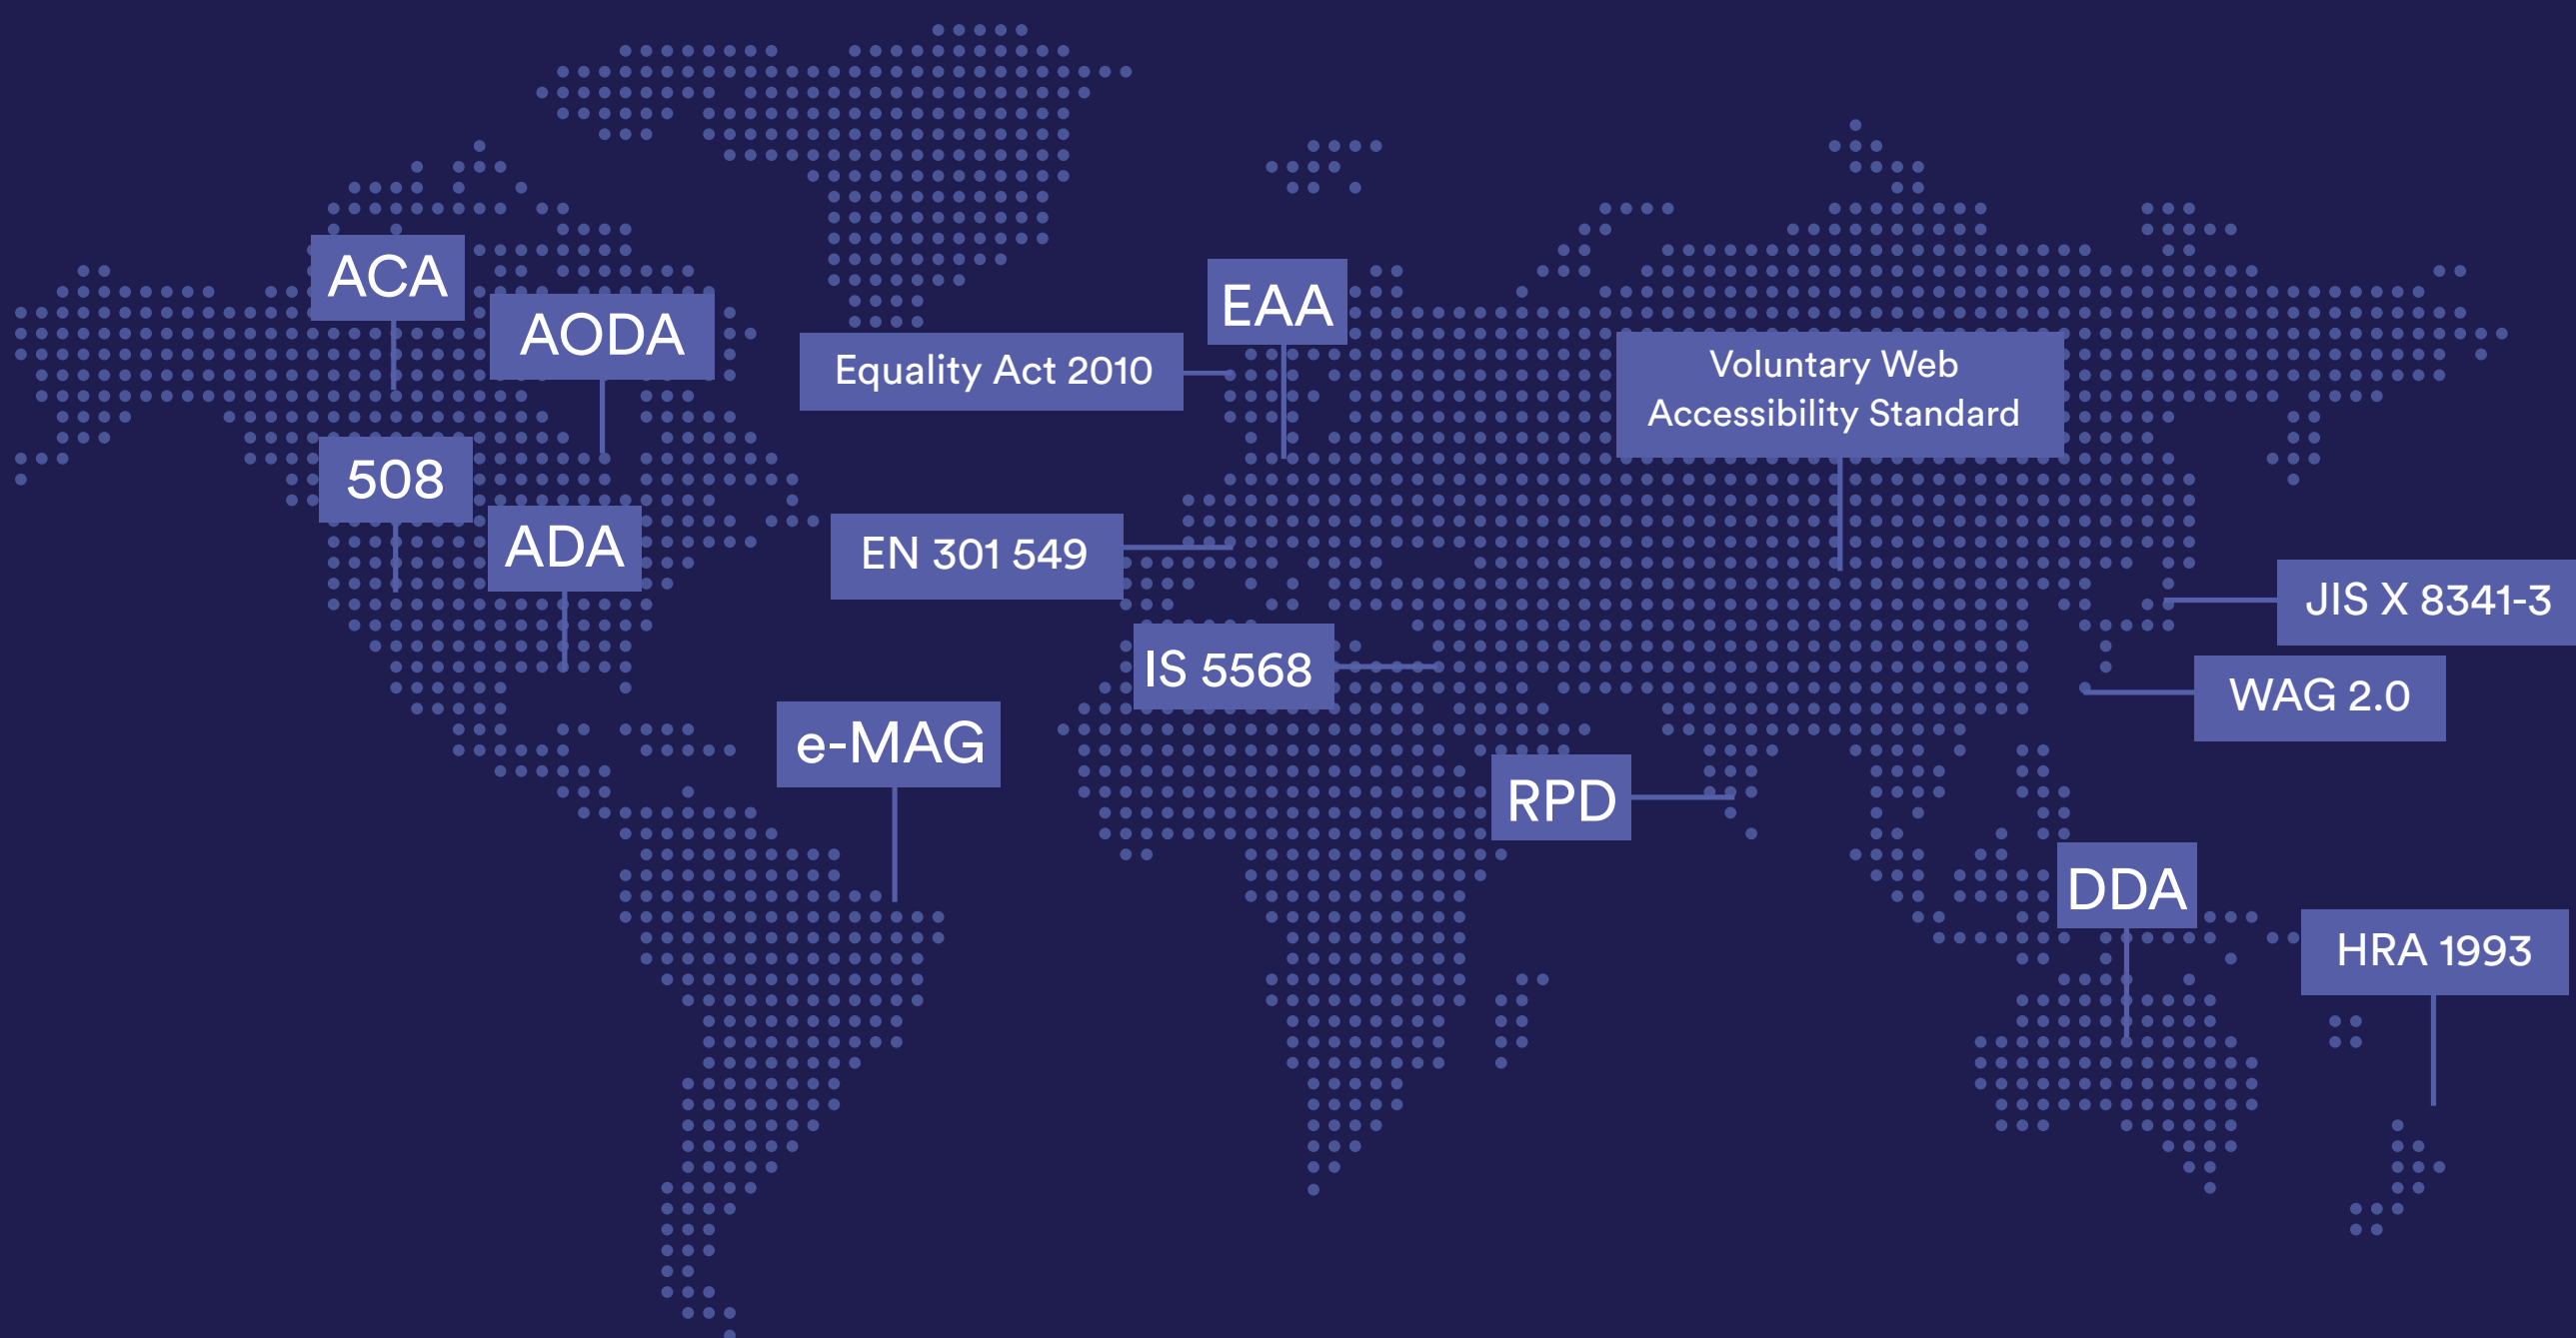 ACA
AODA
508
ADA
Equality Act 2010
EAA
EN 301 549
IS 5568
e-MAG
Voluntary Web
Accessibility Standard
JIS X 8341-3
WAG 2.0
RPD
DDA
HRA 1993